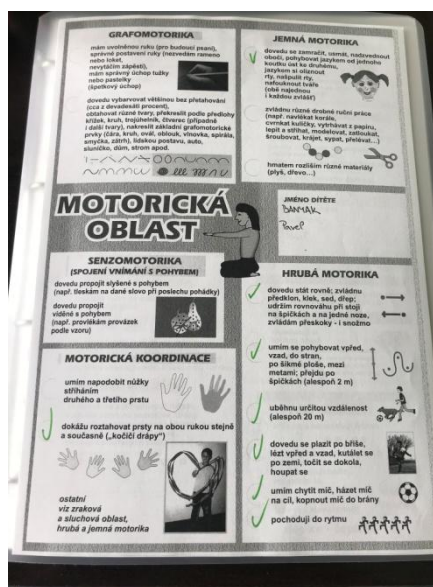 GRAFOMOTORIKA
mám uvolněnou ruku (pro budoucí psaní),
správné postavení ruky (nezvedám rameno
nebo loket,
nevytáčím zápěstí),
mám správný úchop tužky
nebo pastelky
(špetkový úchop)
dovedu vybarvovat většinou bez přetahování
(cca z devadesáti procent),
obtahovat různé tvary, překreslit podle předlohy
křížek, kruh, trojúhelník, čtverec (případně
i další tvary), nakreslit základní grafomotorické
prvky (čára, kruh, ovál, oblouk, vlnovka, spirála,
smyčka, zátrh), lidskou postavu, auto,
sluníčko, dům, strom apod.
JEMNÁ MOTORIKA
dovedu se zamračit, usmát, nadzvednout
obočí, pohybovat jazykem od jednoho
koutku úst ke druhému,
jazykem si olíznout
rty, našpulit rty,
nafouknout tváře
(obě najednou
i každou zvlášť)
zvládnu různé drobné ruční práce
(např. navlékat korále,
cvrnkat kuličky, vytrhávat z papíru,
lepit a stříhat, modelovat, zatloukat,
šroubovat, krájet, sypat, přelévat...)
hmatem rozliším různé materiály
(plyš, dřevo...)
MOTORICKÁ
OBLAST
JMÉNO DÍTĚTE
BANYAK
Pavel
SENZOMOTORIKA
(SPOJENÍ VNÍMÁNÍ S POHYBEM)
dovedu propojit slyšené s pohybem
(např. tleskám na dané slovo při poslechu pohádky)
dovedu propojit
viděné s pohybem
(např. provlékám provázek
podle vzoru)
MOTORICKÁ KOORDINACE
umím napodobit nůžky
stříháním
druhého a třetího prstu
dokážu roztahovat prsty na obou rukou stejně
a současně („kočičí drápy“)
ostatní
viz zraková
a sluchová oblast,
hrubá a jemná motorika
HRUBÁ MOTORIKA
dovedu stát rovně; zvládnu
předklon, klek, sed, dřep;
udržím rovnováhu při stoji
na špičkách a na jedné noze,
zvládám přeskoky - i snožmo
umím se pohybovat vpřed,
vzad, do stran,
po šikmé ploše, mezi
metami; přejdu po
špičkách (alespoň 2 m)
uběhnu určitou vzdálenost
(alespoň 20 m)
dovedu se plazit po břiše,
lézt vpřed a vzad, kutálet se
po zemi, točit se dokola,
houpat se
umím chytit míč, házet míč
na cíl, kopnout míč do brány
pochoduji do rytmu